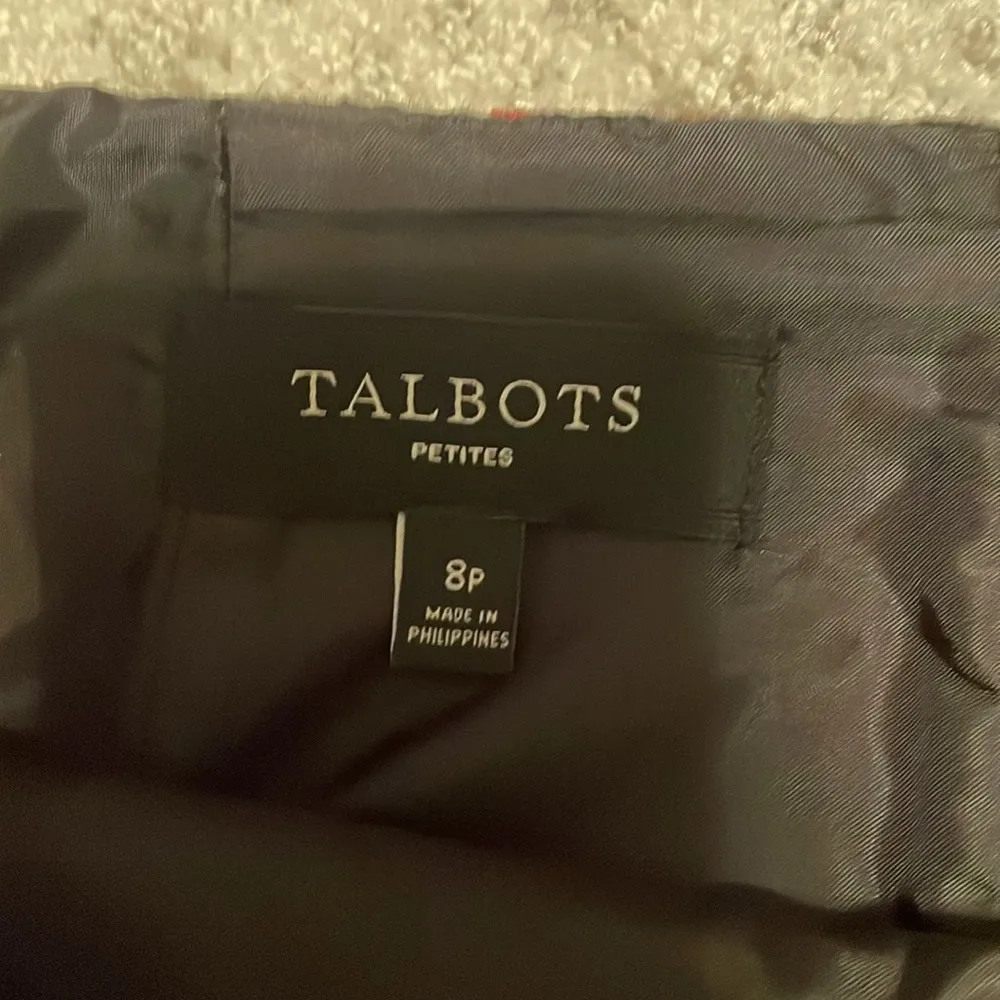 TALBOTS
PETITES
8P
MADE IN
PHILIPPINES